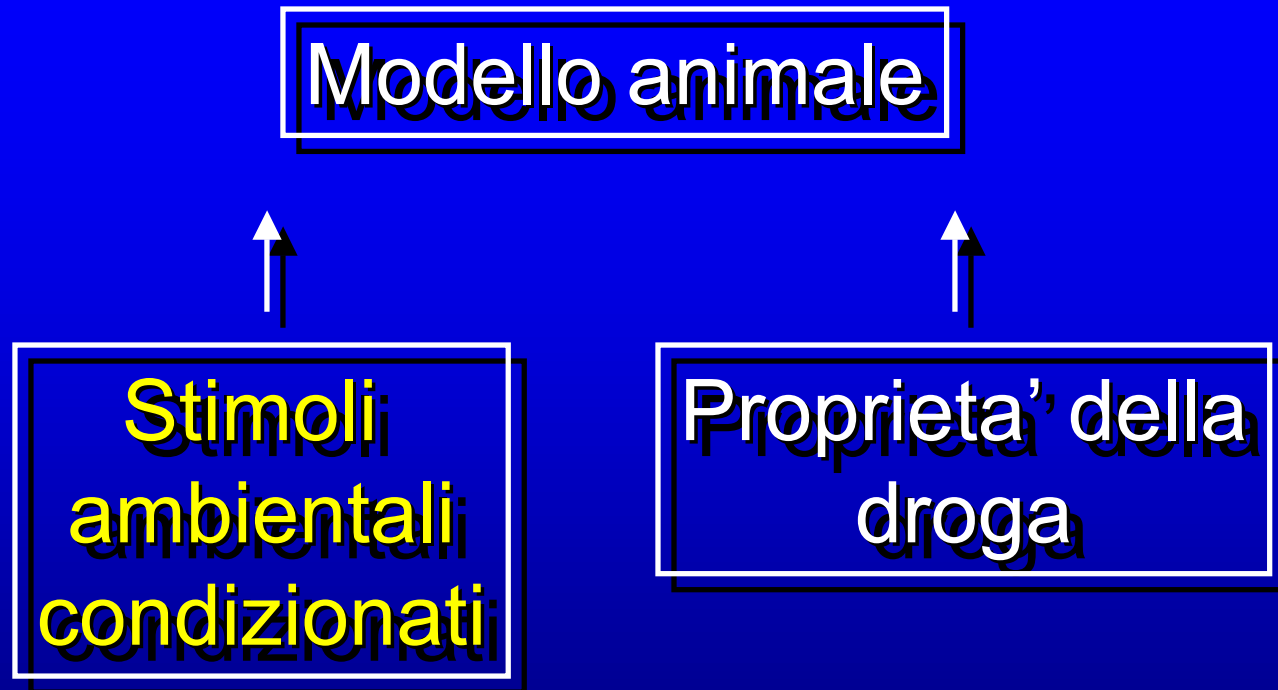 Modello animale
Stimoli
ambientali
condizionati
Proprieta’ della
droga